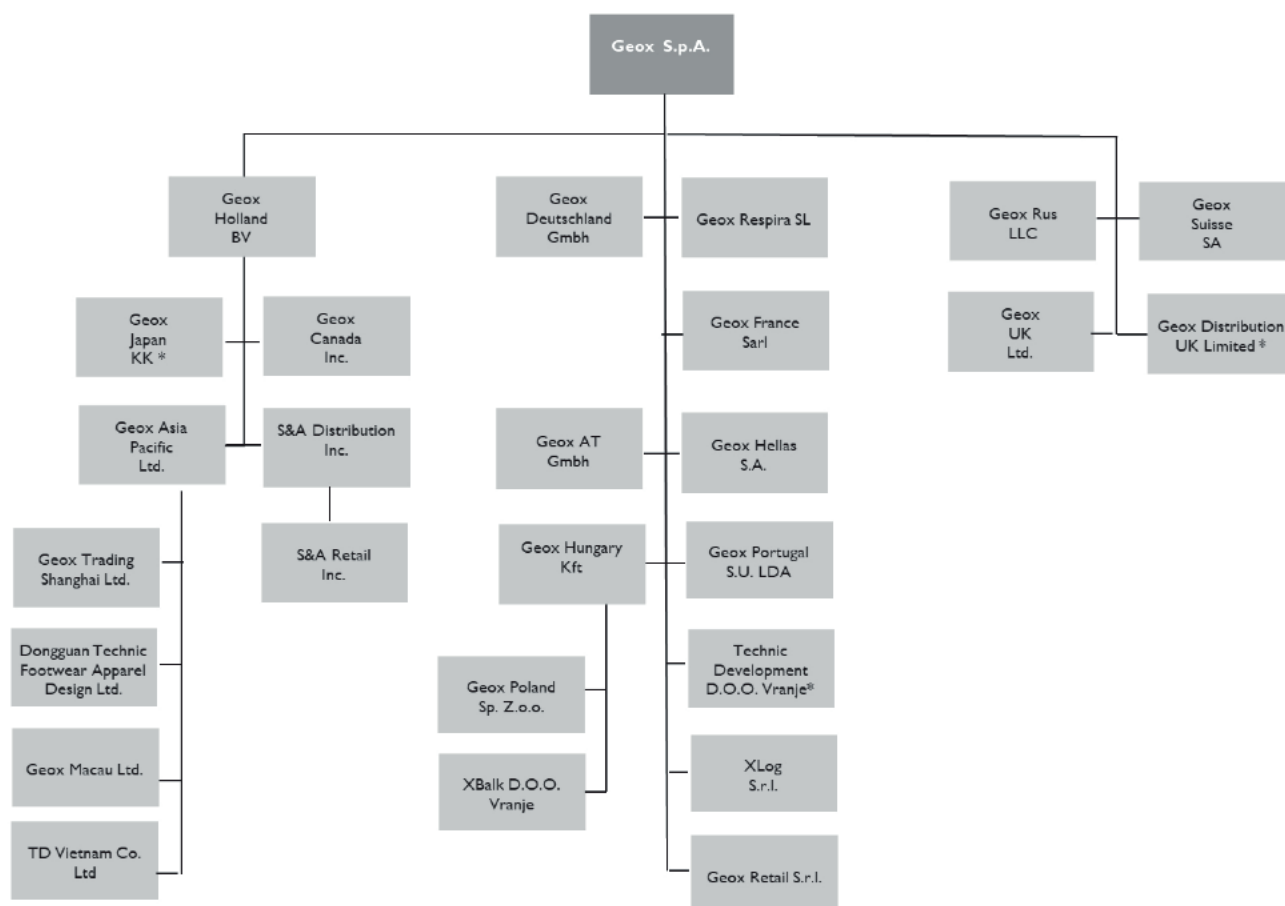 Geox S.p.A.
Geox
Holland
BV
Geox
Japan
KK *
Geox
Canada
Inc.
Geox Asia
Pacific
Ltd.
S&A Distribution
Inc.
S&A Retail
Inc.
Geox Trading
Shanghai Ltd.
Dongguan Technic
Footwear Apparel
Design Ltd.
Geox Macau Ltd.
TD Vietnam Co.
Ltd
Geox
Deutschland
Gmbh
Geox Respira SL
Geox France
Sarl
Geox AT
Gmbh
Geox Hellas
S.A.
Geox Hungary
Kft
Geox Portugal
S.U. LDA
Geox Poland
Sp. Z.o.o.
XBalk D.O.O.
Vranje
Technic
Development
D.O.O. Vranje*
XLog
S.r.l.
Geox Retail S.r.l.
Geox Rus
LLC
Geox
Suisse
SA
Geox
UK
Ltd.
Geox Distribution
UK Limited *